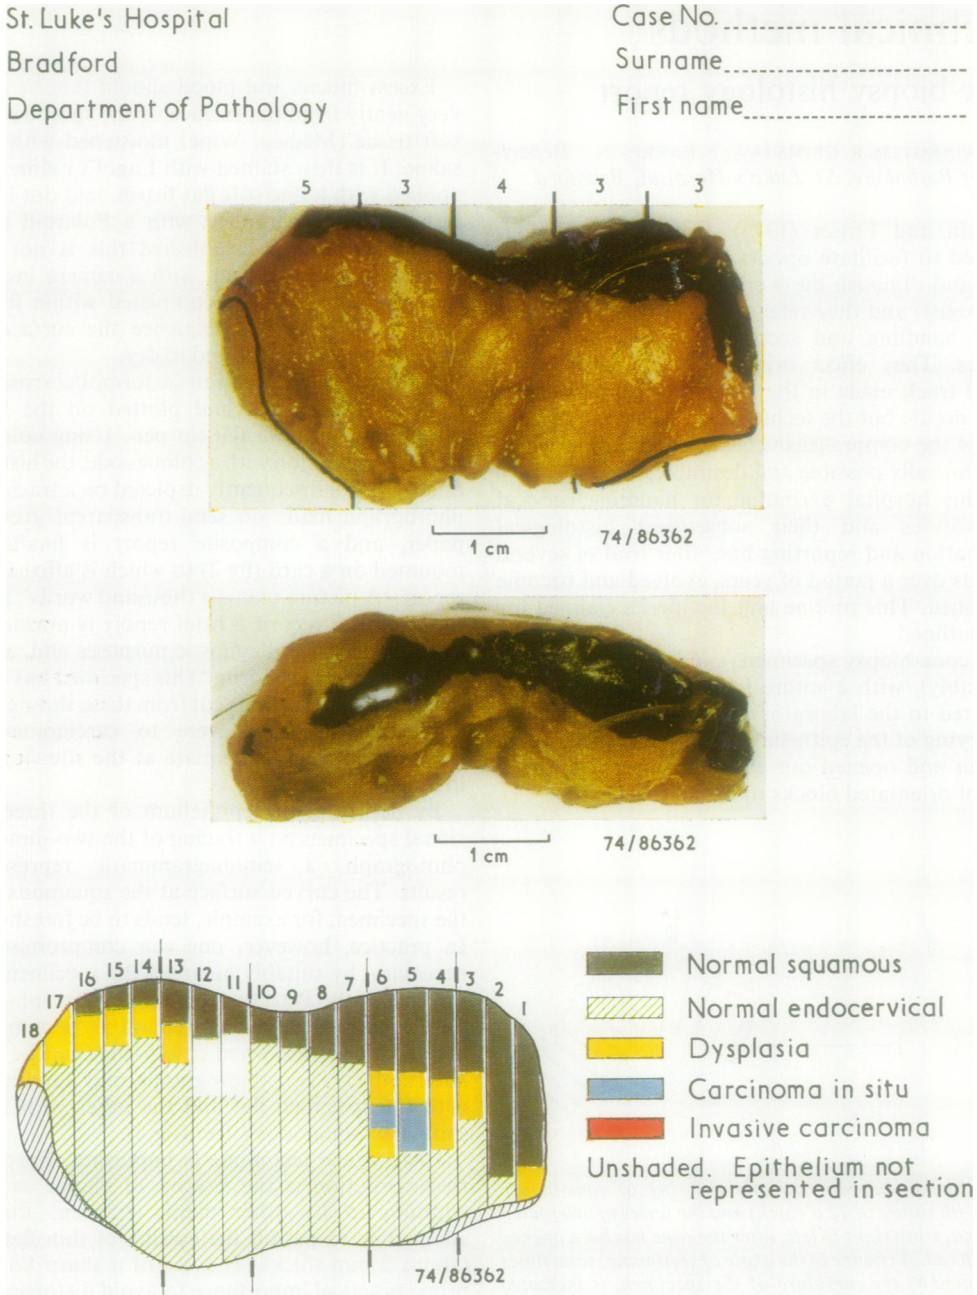 St. Luke's Hospital
Bradford
Department of Pathology
Case No.
Surname
First name
5 3 4 3 3
1 cm
74/86362
1 cm
74/86362
18 17 16 15 14 13 12 11 10 9 8 7 6 5 4 3 2 1
74/86362
Normal squamous
Normal endocervical
Dysplasia
Carcinoma in situ
Invasive carcinoma
Unshaded. Epithelium not
represented in section